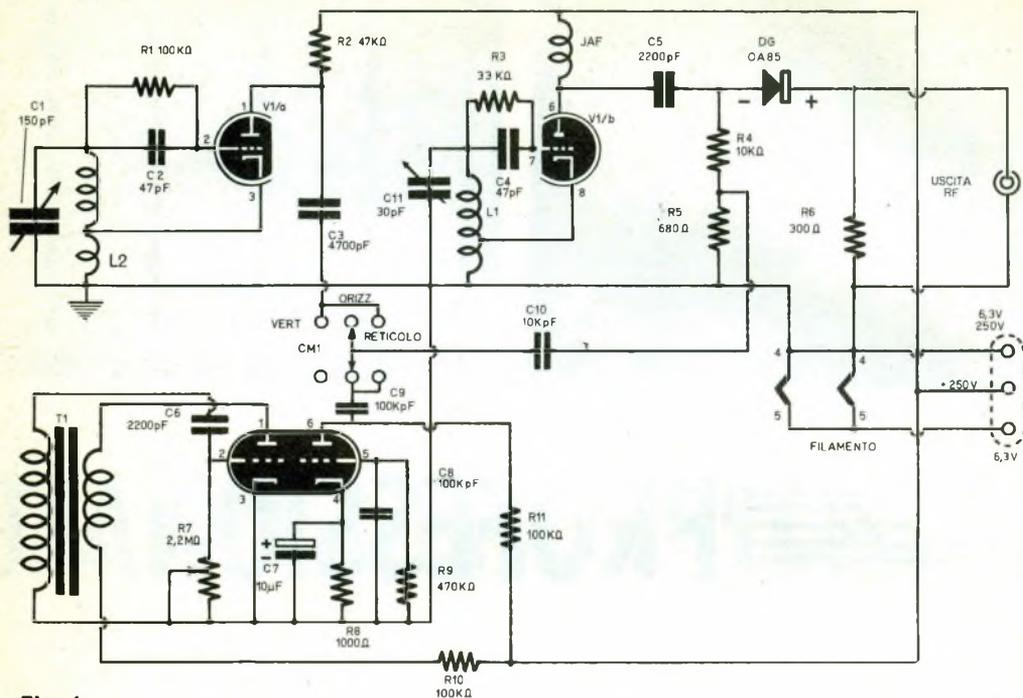 R1 100KΩ
R2 47KΩ
C1
150pF
2
1
V1/a
3
C2
47pF
C3
4700pF
L2
R3
33 KΩ
JAF
C5
2200pF
DG
OA85
-
+
6
V1/b
7
8
C4
47pF
C11
30pF
L1
R4
10KΩ
R5
680Ω
R6
300Ω
USCITA
RF
ORIZZ
VERT
RETICOLO
CM1
C10
10KpF
C9
100KpF
4
4
5
5
FILAMENTO
6,3V
250V
+250V
6,3V
T1
C6
2200pF
1
6
2
5
3
4
C8
100KpF
R7
2,2MΩ
+
-
C7
10µF
R8
1000Ω
R9
470KΩ
R11
100KΩ
R10
100KΩ